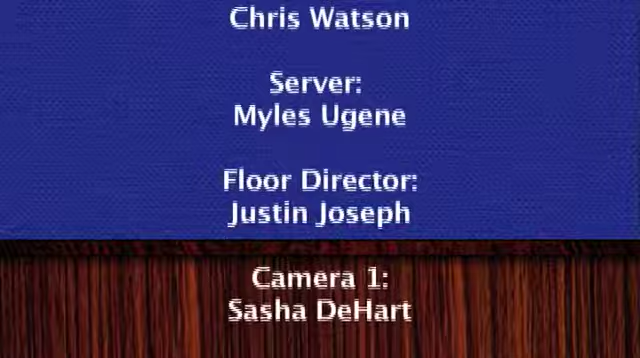 Chris Watson
Server:
Myles Ugene
Floor Director:
Justin Joseph
Camera 1:
Sasha DeHart